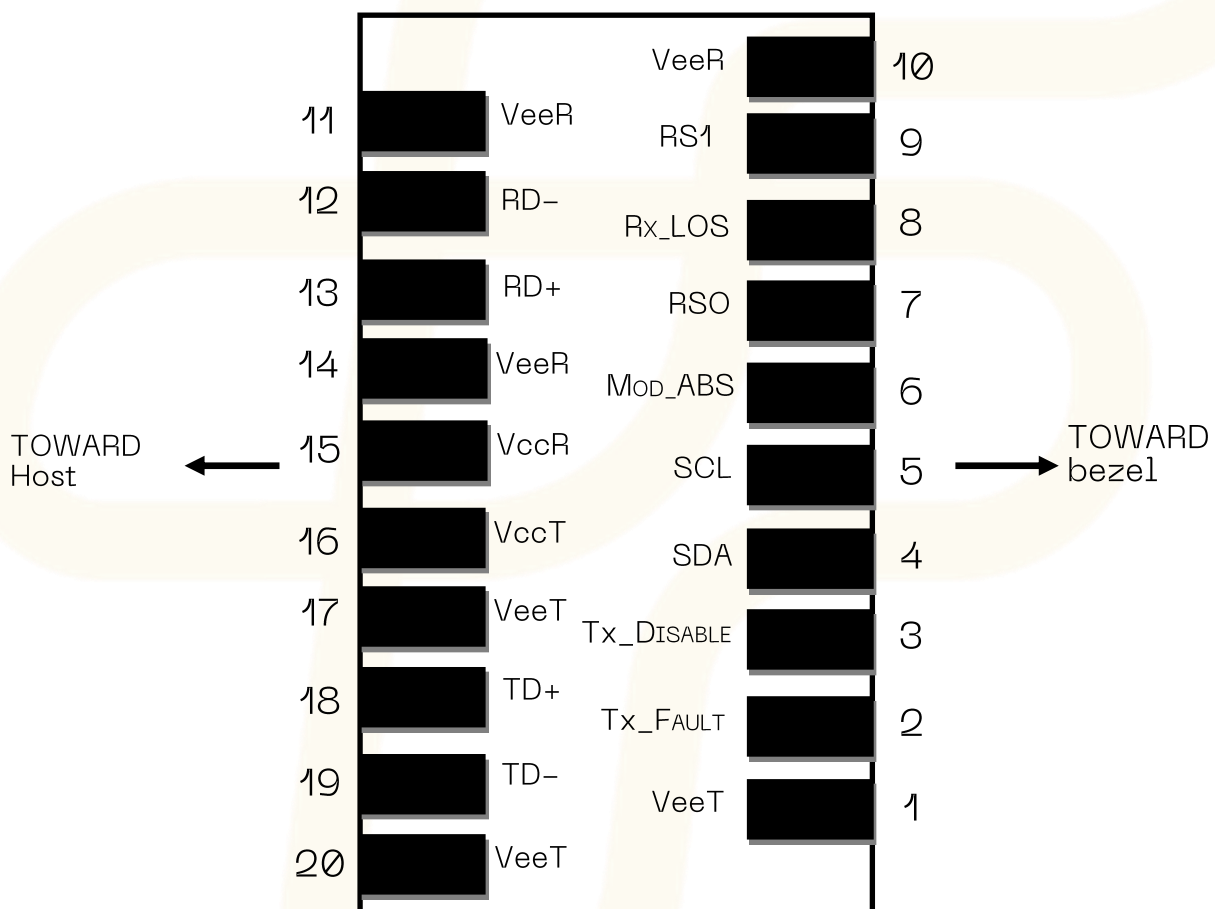 VeeR 10
11 VeeR
RS1 9
12 RD-
Rx_LOS 8
13 RD+
RSO 7
14 VeeR
Mod_ABS 6
TOWARD
Host
15 VccR
SCL 5
TOWARD
bezel
16 VccT
SDA 4
17 VeeT
Tx_Disable 3
18 TD+
Tx_Fault 2
19 TD-
VeeT 1
20 VeeT